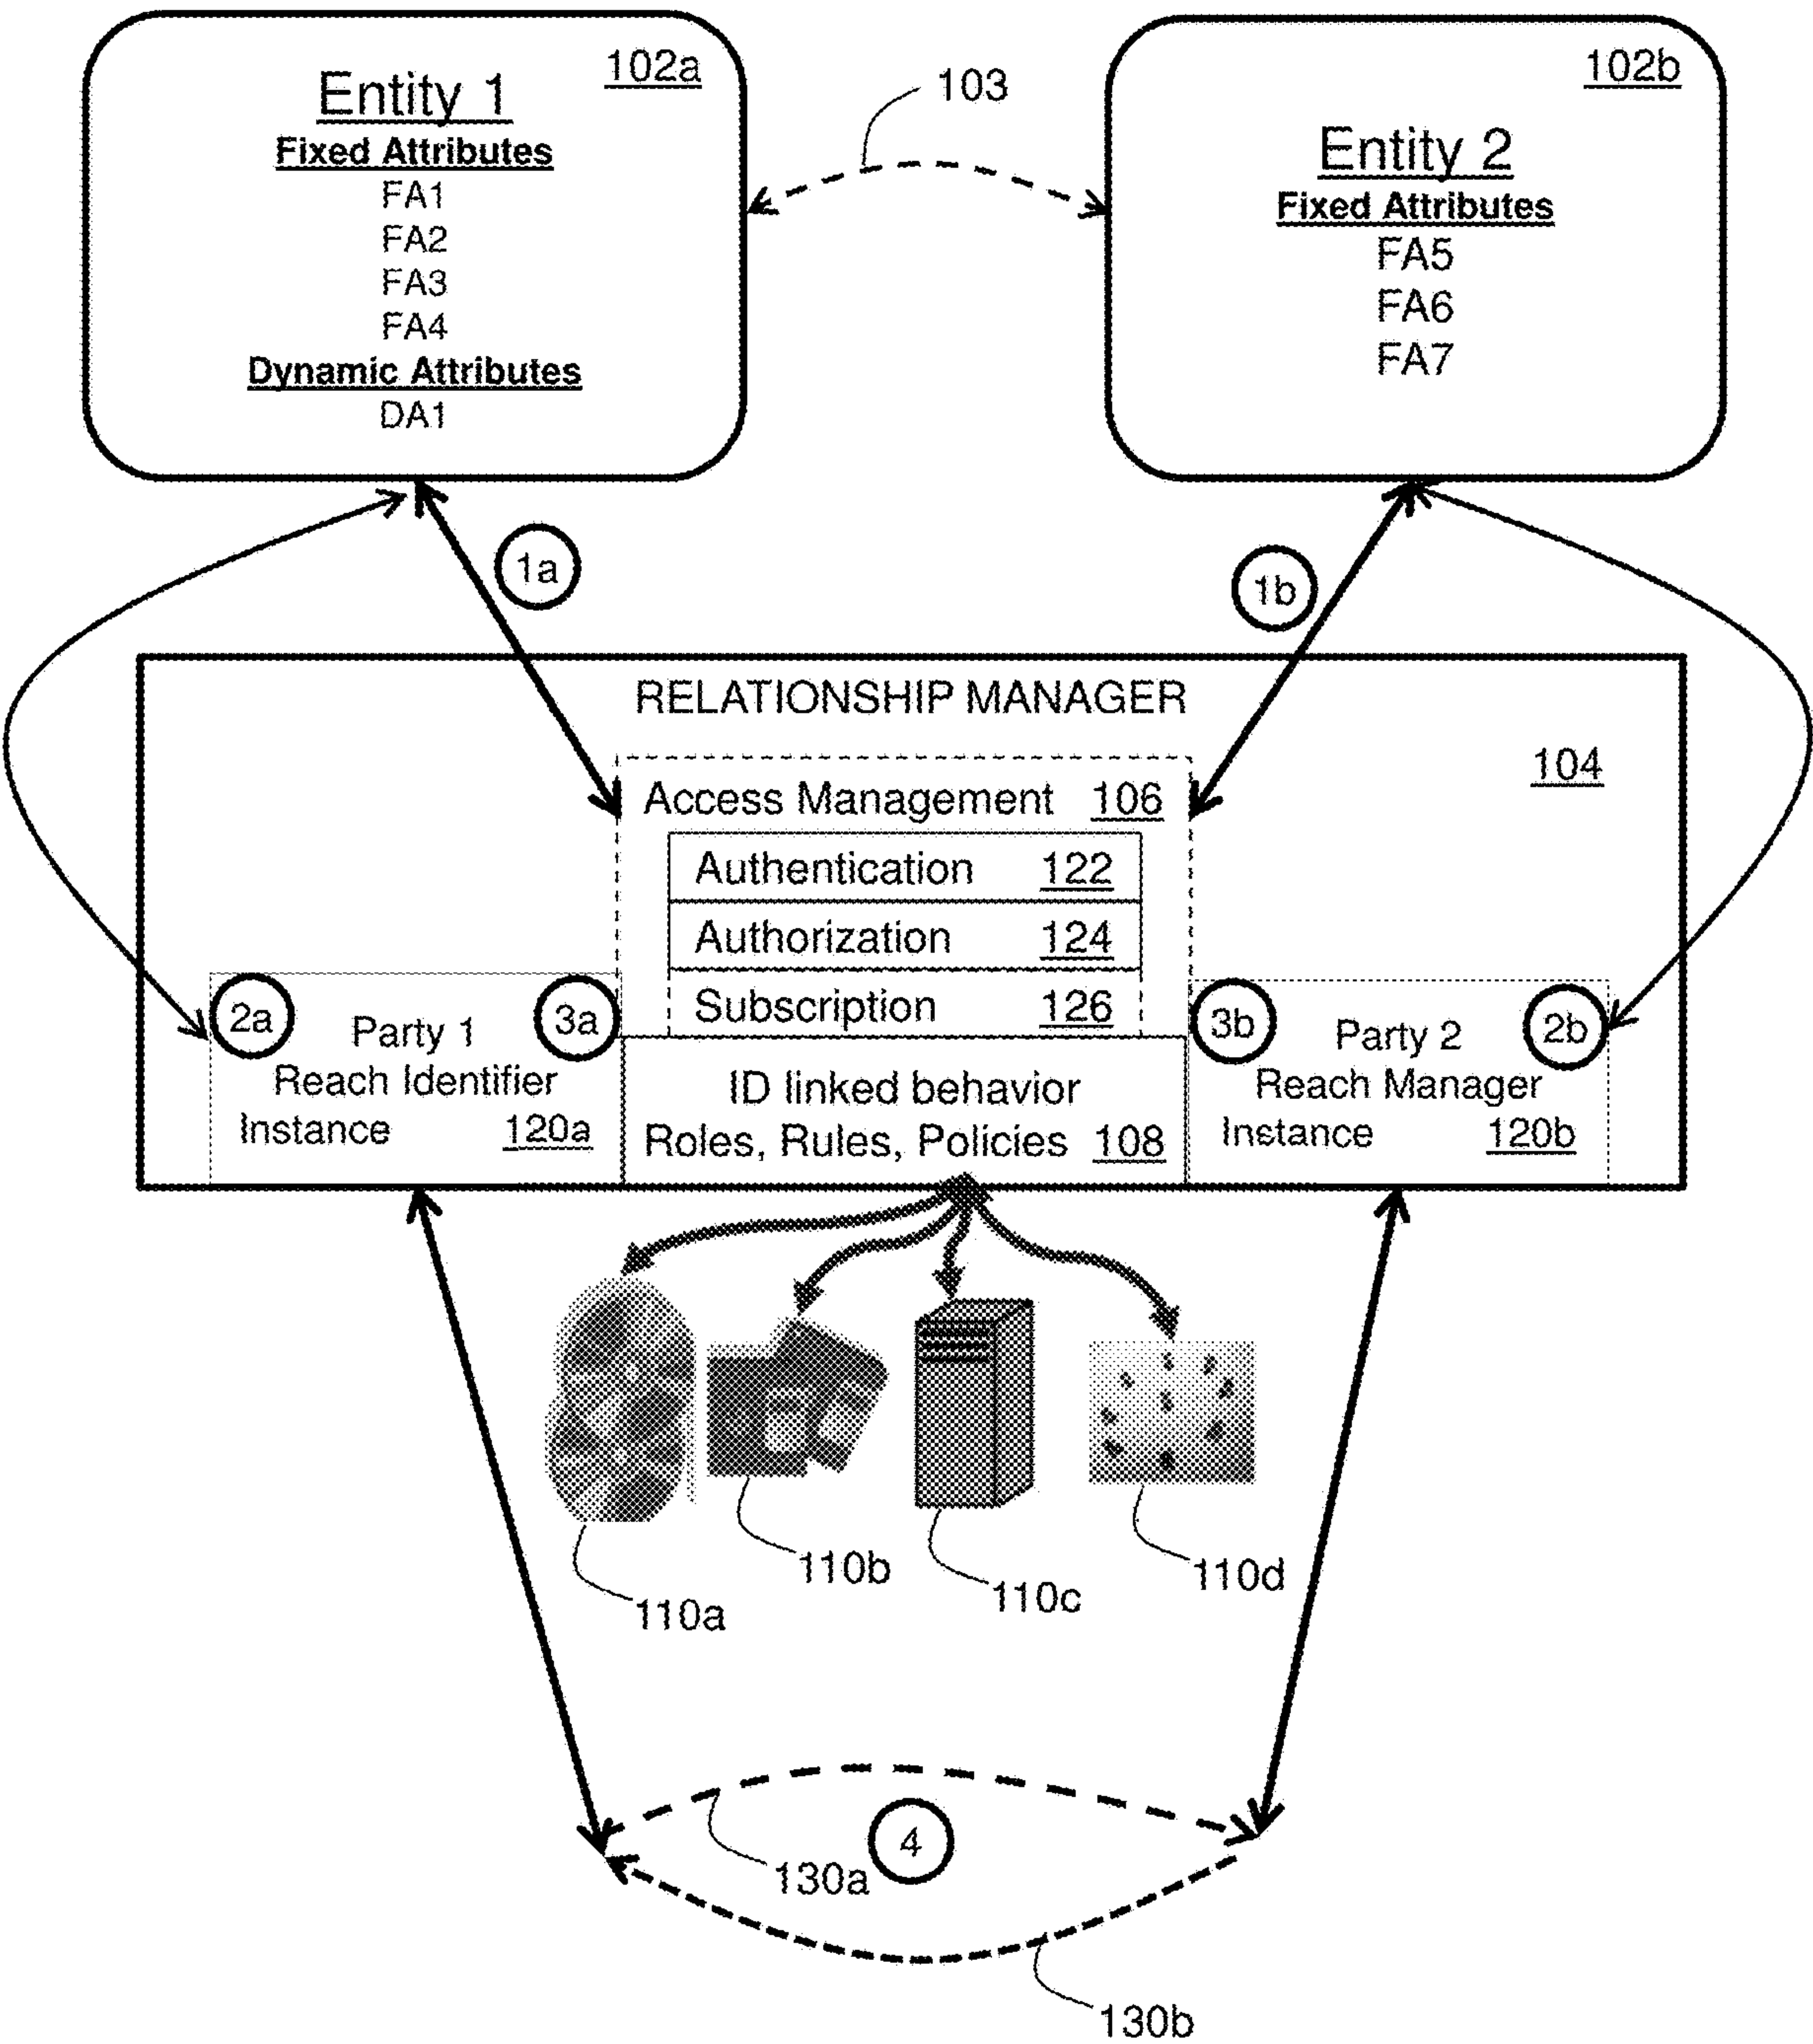 102a
Entity 1
Fixed Attributes
FA1
FA2
FA3
FA4
Dynamic Attributes
DA1
103
102b
Entity 2
Fixed Attributes
FA5
FA6
FA7
1a
1b
RELATIONSHIP MANAGER
104
Access Management 106
Authentication 122
Authorization 124
Subscription 126
2a
3a
Party 1
Reach Identifier
Instance 120a
ID linked behavior
Roles, Rules, Policies 108
3b
2b
Party 2
Reach Manager
Instance 120b
110a
110b
110c
110d
4
130a
130b